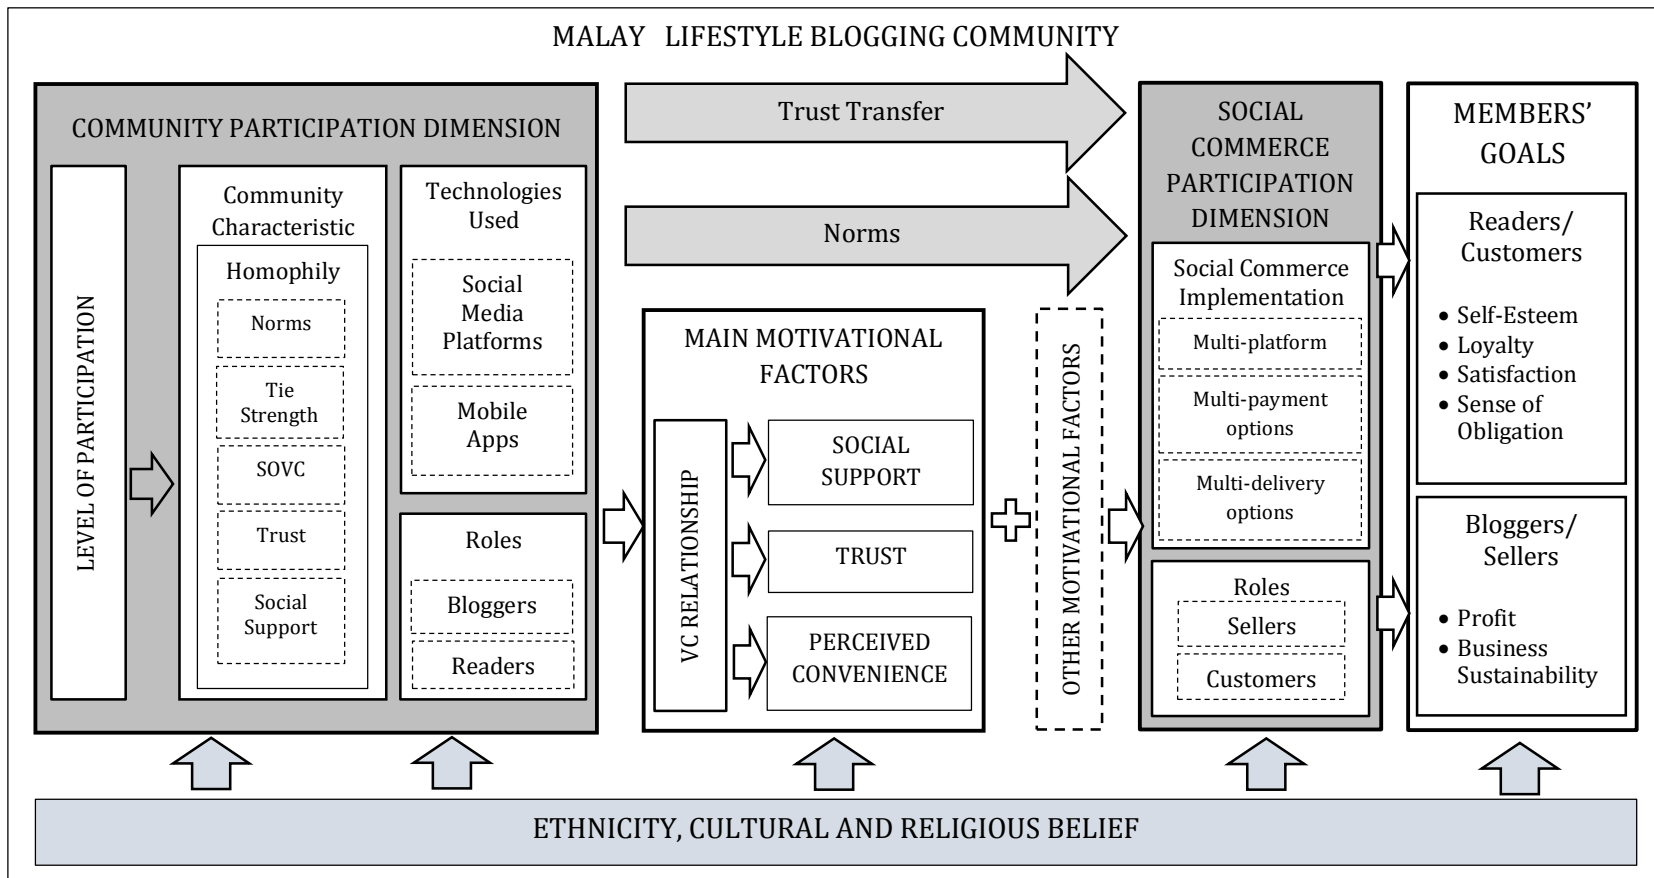 MALAY LIFESTYLE BLOGGING COMMUNITY
COMMUNITY PARTICIPATION DIMENSION
LEVEL OF PARTICIPATION
Community
Characteristic
Homophily
Norms
Tie
Strength
SOVC
Trust
Social
Support
Technologies
Used
Social
Media
Platforms
Mobile
Apps
Roles
Bloggers
Readers
Trust Transfer
Norms
MAIN MOTIVATIONAL
FACTORS
VC RELATIONSHIP
SOCIAL
SUPPORT
TRUST
PERCEIVED
CONVENIENCE
OTHER MOTIVATIONAL FACTORS
SOCIAL
COMMERCE
PARTICIPATION
DIMENSION
Social Commerce
Implementation
Multi-platform
Multi-payment
options
Multi-delivery
options
Roles
Sellers
Customers
MEMBERS’
GOALS
Readers/
Customers
• Self-Esteem
• Loyalty
• Satisfaction
• Sense of
Obligation
Bloggers/
Sellers
• Profit
• Business
Sustainability
ETHNICITY, CULTURAL AND RELIGIOUS BELIEF